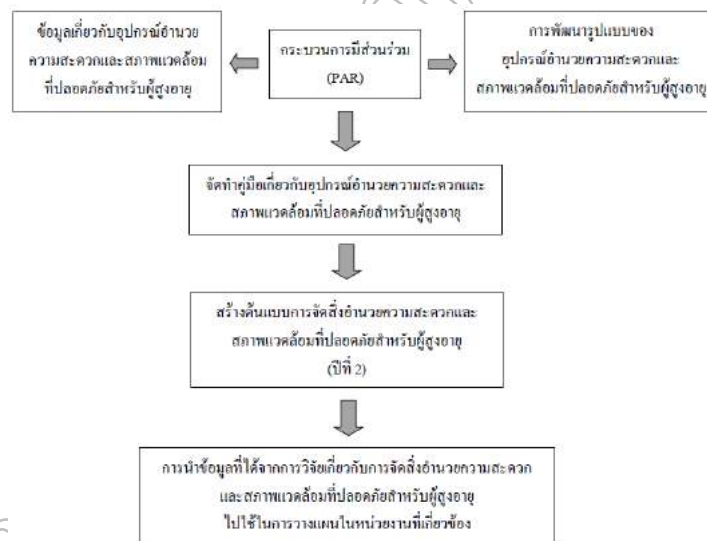 ข้อมูลเกี่ยวกับอุปกรณ์อำนวย
ความสะดวกและสภาพแวดล้อม
ที่ปลอดภัยสำหรับผู้สูงอายุ
กระบวนการมีส่วนร่วม
(PAR)
การพัฒนารูปแบบของ
อุปกรณ์อำนวยความสะดวกและ
สภาพแวดล้อมที่ปลอดภัยสำหรับผู้สูงอายุ
จัดทำคู่มือเกี่ยวกับอุปกรณ์อำนวยความสะดวกและ
สภาพแวดล้อมที่ปลอดภัยสำหรับผู้สูงอายุ
สร้างต้นแบบการจัดสิ่งอำนวยความสะดวกและ
สภาพแวดล้อมที่ปลอดภัยสำหรับผู้สูงอายุ
(ปีที่ 2)
การนำข้อมูลที่ได้จากการวิจัยเกี่ยวกับการจัดสิ่งอำนวยความสะดวก
และสภาพแวดล้อมที่ปลอดภัยสำหรับผู้สูงอายุ
ไปใช้ในการวางแผนในหน่วยงานที่เกี่ยวข้อง